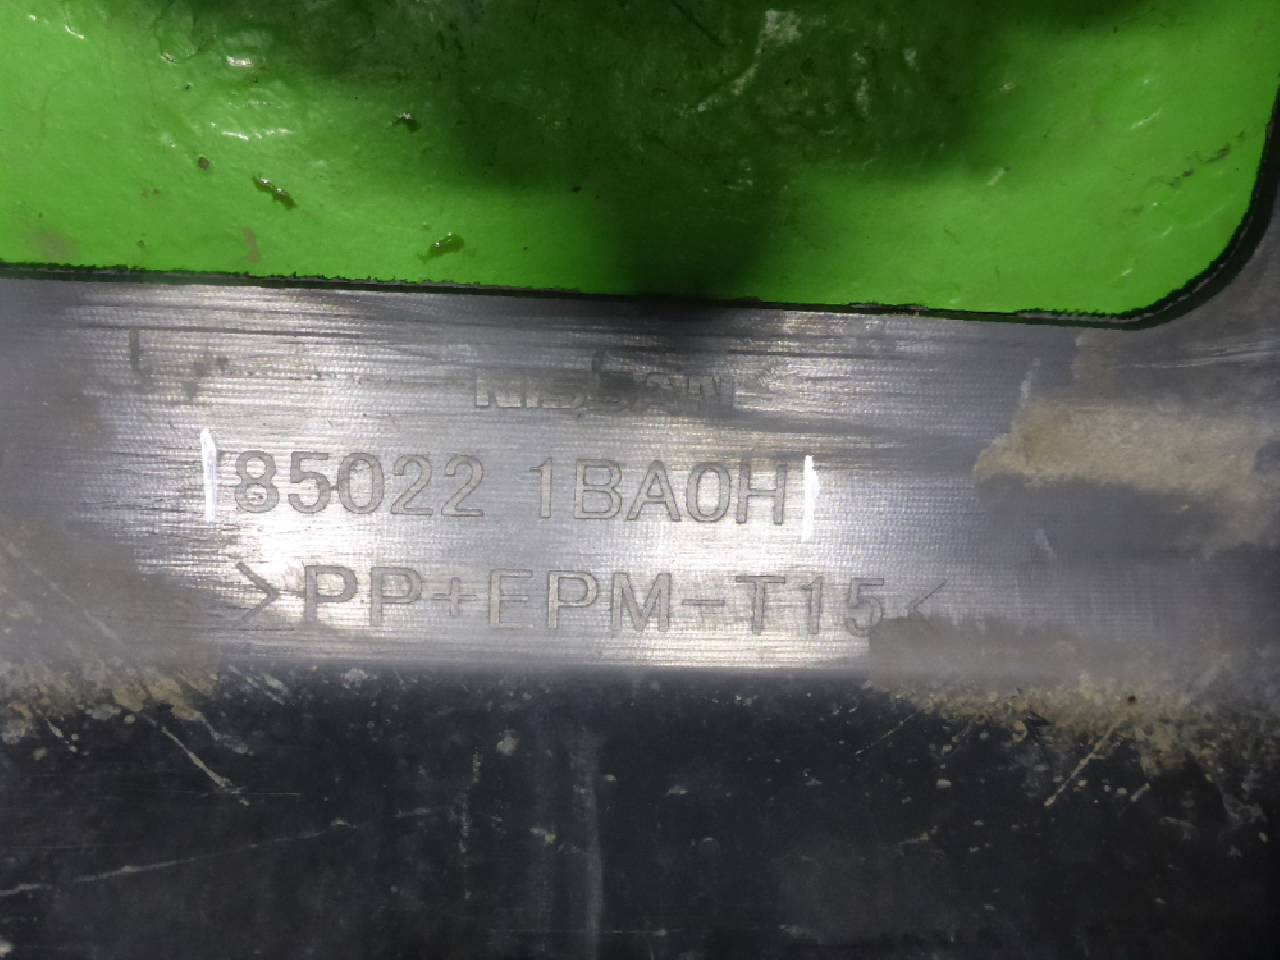 NISSAN
85022 1BA0H
>PP+EPM-T15<